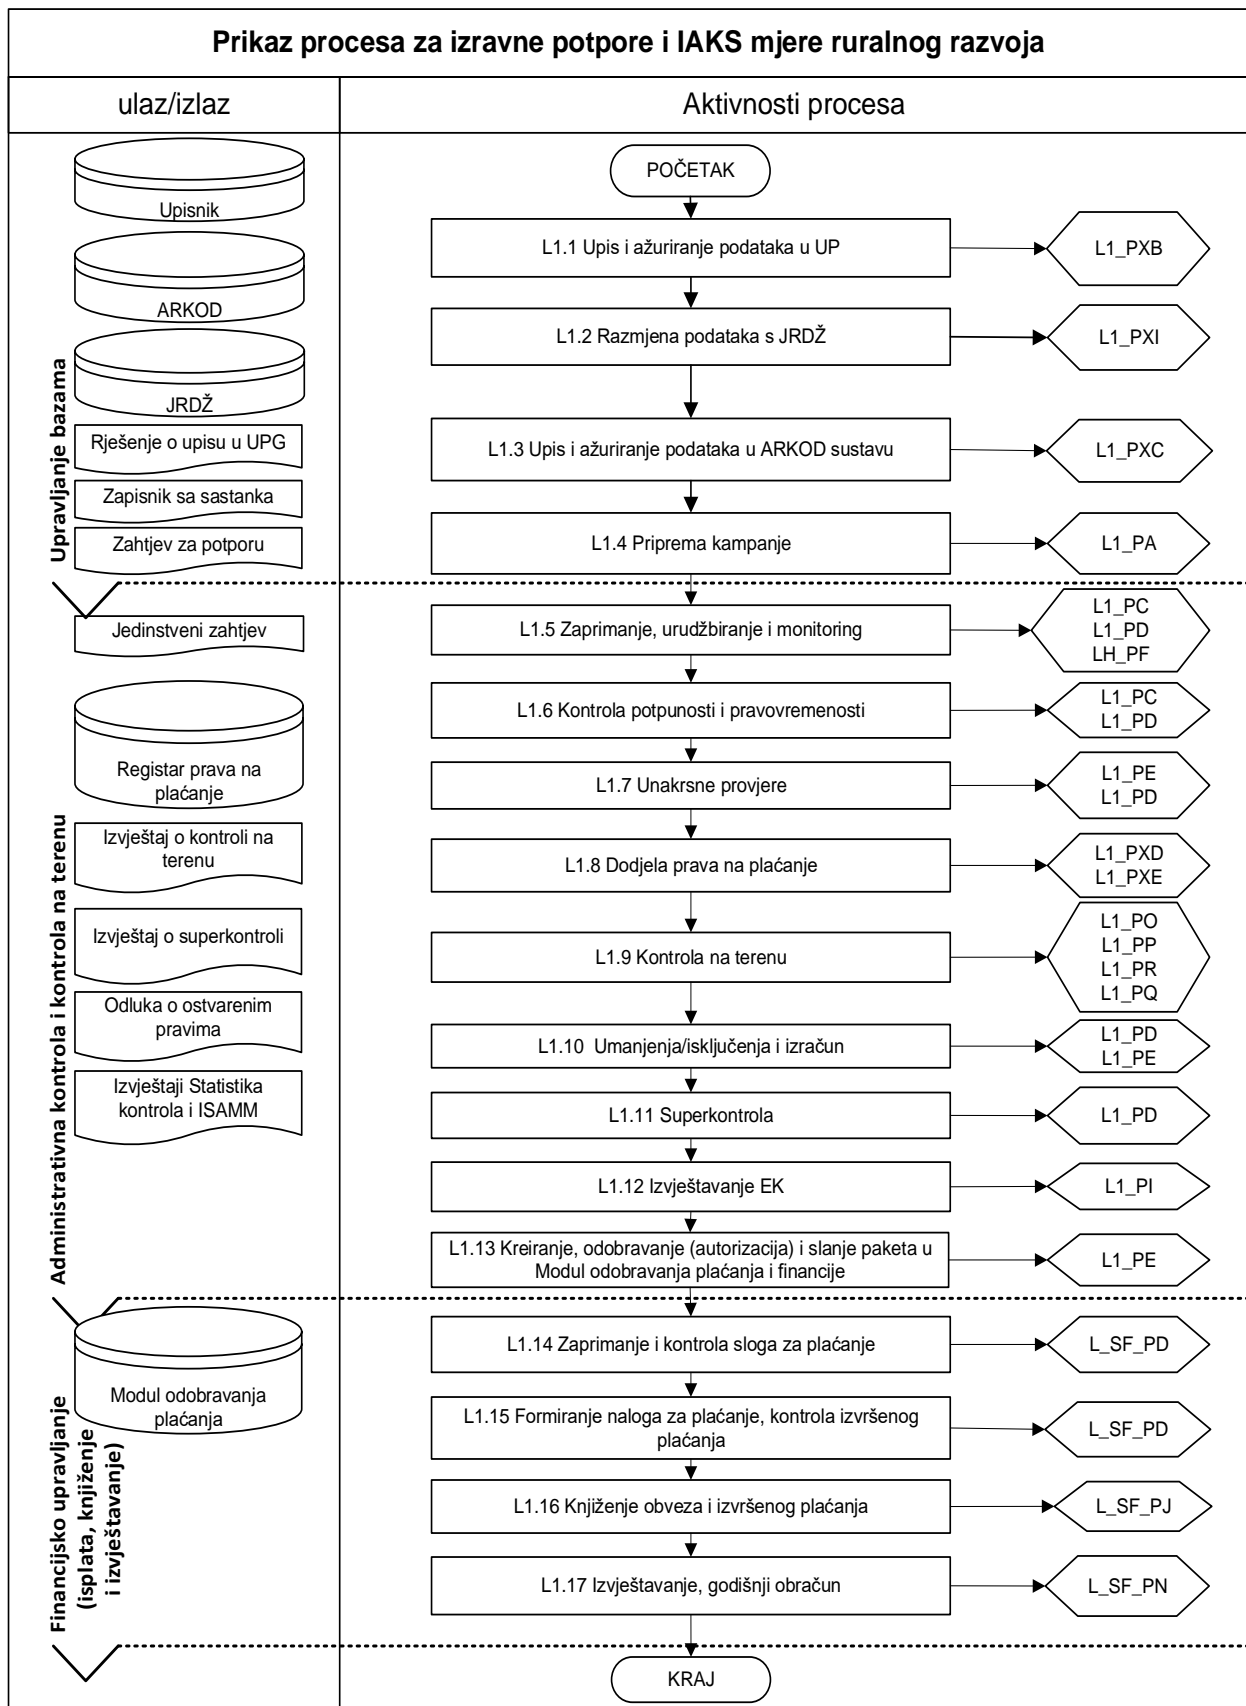 Prikaz procesa za izravne potpore i IAKS mjere ruralnog razvoja
ulaz/izlaz
Aktivnosti procesa
Upravljanje bazama
Upisnik
ARKOD
JRDŽ
Rješenje o upisu u UPG
Zapisnik sa sastanka
Zahtjev za potporu
POČETAK
L1.1 Upis i ažuriranje podataka u UP
L1_PXB
L1.2 Razmjena podataka s JRDŽ
L1_PXI
L1.3 Upis i ažuriranje podataka u ARKOD sustavu
L1_PXC
L1.4 Priprema kampanje
L1_PA
Administrativna kontrola i kontrola na terenu
Jedinstveni zahtjev
Registar prava na
plaćanje
Izvještaj o kontroli na
terenu
Izvještaj o superkontroli
Odluka o ostvarenim
pravima
Izvještaji Statistika
kontrola i ISAMM
L1.5 Zaprimanje, urudžbiranje i monitoring
L1_PC
L1_PD
LH_PF
L1.6 Kontrola potpunosti i pravovremenosti
L1_PC
L1_PD
L1.7 Unakrsne provjere
L1_PE
L1_PD
L1.8 Dodjela prava na plaćanje
L1_PXD
L1_PXE
L1.9 Kontrola na terenu
L1_PO
L1_PP
L1_PR
L1_PQ
L1.10 Umanjenja/isključenja i izračun
L1_PD
L1_PE
L1.11 Superkontrola
L1_PD
L1.12 Izvještavanje EK
L1_PI
L1.13 Kreiranje, odobravanje (autorizacija) i slanje paketa u
Modul odobravanja plaćanja i financije
L1_PE
Financijsko upravljanje
(isplata, knjiženje
i izvještavanje)
Modul odobravanja
plaćanja
L1.14 Zaprimanje i kontrola sloga za plaćanje
L_SF_PD
L1.15 Formiranje naloga za plaćanje, kontrola izvršenog
plaćanja
L_SF_PD
L1.16 Knjiženje obveza i izvršenog plaćanja
L_SF_PJ
L1.17 Izvještavanje, godišnji obračun
L_SF_PN
KRAJ